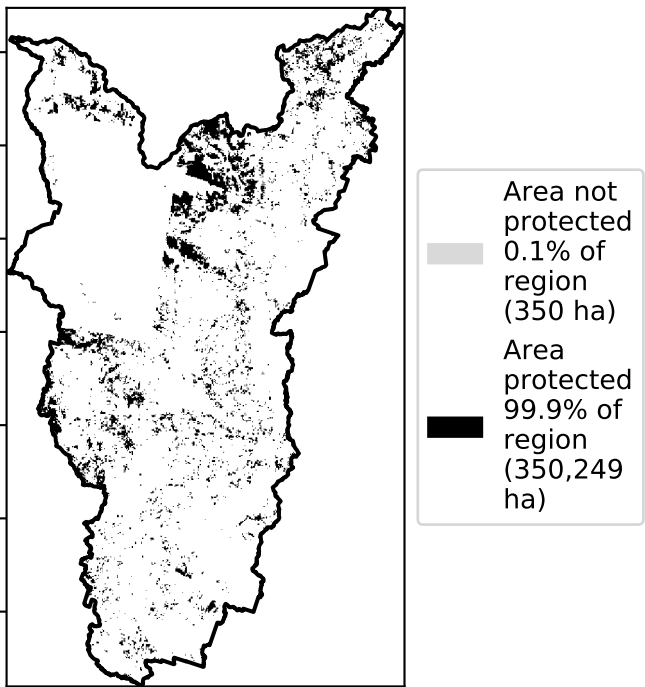 Area not
protected
0.1% of
region
(350 ha)
Area
protected
99.9% of
region
(350,249
ha)